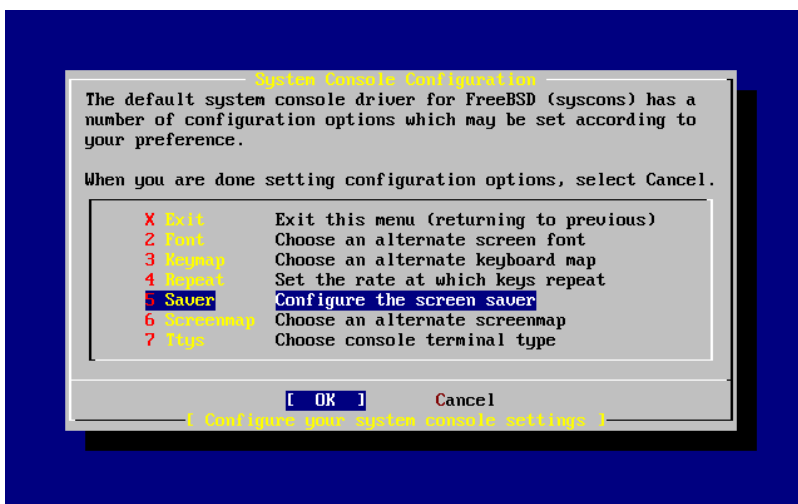 System Console Configuration
The default system console driver for FreeBSD (syscons) has a
number of configuration options which may be set according to
your preference.
When you are done setting configuration options, select Cancel.
X Exit Exit this menu (returning to previous)
2 Font Choose an alternate screen font
3 Keymap Choose an alternate keyboard map
4 Repeat Set the rate at which keys repeat
5 Saver Configure the screen saver
6 Screenmap Choose an alternate screenmap
7 Ttys Choose console terminal type
[ OK ] Cancel
[ Configure your system console settings ]